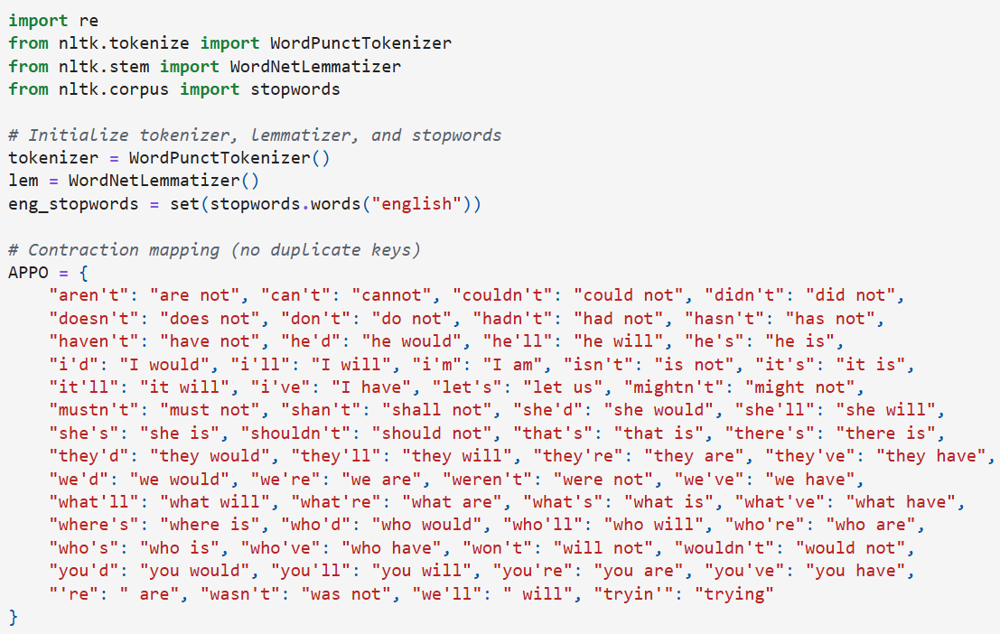 import re
from nltk.tokenize import WordPunctTokenizer
from nltk.stem import WordNetLemmatizer
from nltk.corpus import stopwords
# Initialize tokenizer, lemmatizer, and stopwords
tokenizer = WordPunctTokenizer()
lem = WordNetLemmatizer()
eng_stopwords = set(stopwords.words("english"))
# Contraction mapping (no duplicate keys)
APPO = {
    "aren't": "are not", "can't": "cannot", "couldn't": "could not", "didn't": "did not",
    "doesn't": "does not", "don't": "do not", "hadn't": "had not", "hasn't": "has not",
    "haven't": "have not", "he'd": "he would", "he'll": "he will", "he's": "he is",
    "i'd": "I would", "i'll": "I will", "i'm": "I am", "isn't": "is not", "it's": "it is",
    "it'll": "it will", "i've": "I have", "let's": "let us", "mightn't": "might not",
    "mustn't": "must not", "shan't": "shall not", "she'd": "she would", "she'll": "she will",
    "she's": "she is", "shouldn't": "should not", "that's": "that is", "there's": "there is",
    "they'd": "they would", "they'll": "they will", "they're": "they are", "they've": "they have",
    "we'd": "we would", "we're": "we are", "weren't": "were not", "we've": "we have",
    "what'll": "what will", "what're": "what are", "what's": "what is", "what've": "what have",
    "where's": "where is", "who'd": "who would", "who'll": "who will", "who're": "who are",
    "who's": "who is", "who've": "who have", "won't": "will not", "wouldn't": "would not",
    "you'd": "you would", "you'll": "you will", "you're": "you are", "you've": "you have",
    "'re": " are", "wasn't": "was not", "we'll": " will", "tryin'": "trying"
}